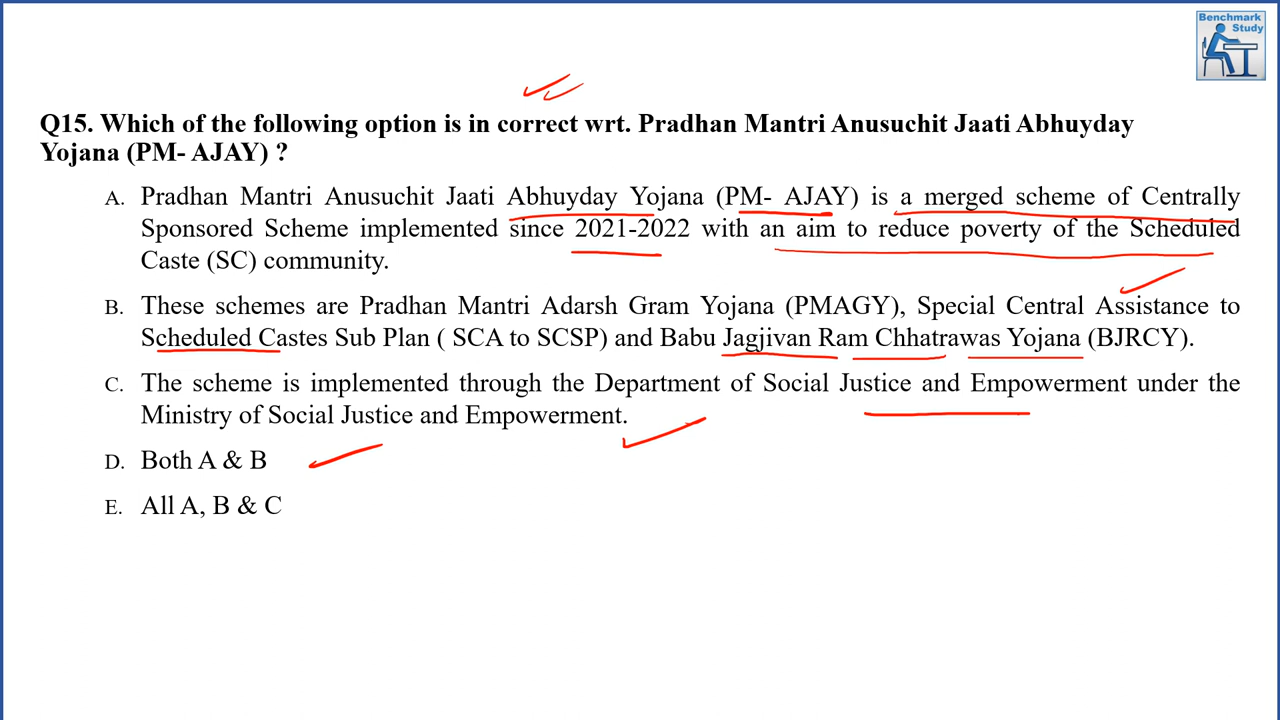 Benchmark
Study
Q15. Which of the following option is in correct wrt. Pradhan Mantri Anusuchit Jaati Abhuyday
Yojana (PM- AJAY) ?
A. Pradhan Mantri Anusuchit Jaati Abhuyday Yojana (PM- AJAY) is a merged scheme of Centrally
Sponsored Scheme implemented since 2021-2022 with an aim to reduce poverty of the Scheduled
Caste (SC) community.
B. These schemes are Pradhan Mantri Adarsh Gram Yojana (PMAGY), Special Central Assistance to
Scheduled Castes Sub Plan ( SCA to SCSP) and Babu Jagjivan Ram Chhatrawas Yojana (BJRCY).
C. The scheme is implemented through the Department of Social Justice and Empowerment under the
Ministry of Social Justice and Empowerment.
D. Both A & B
E. All A, B & C